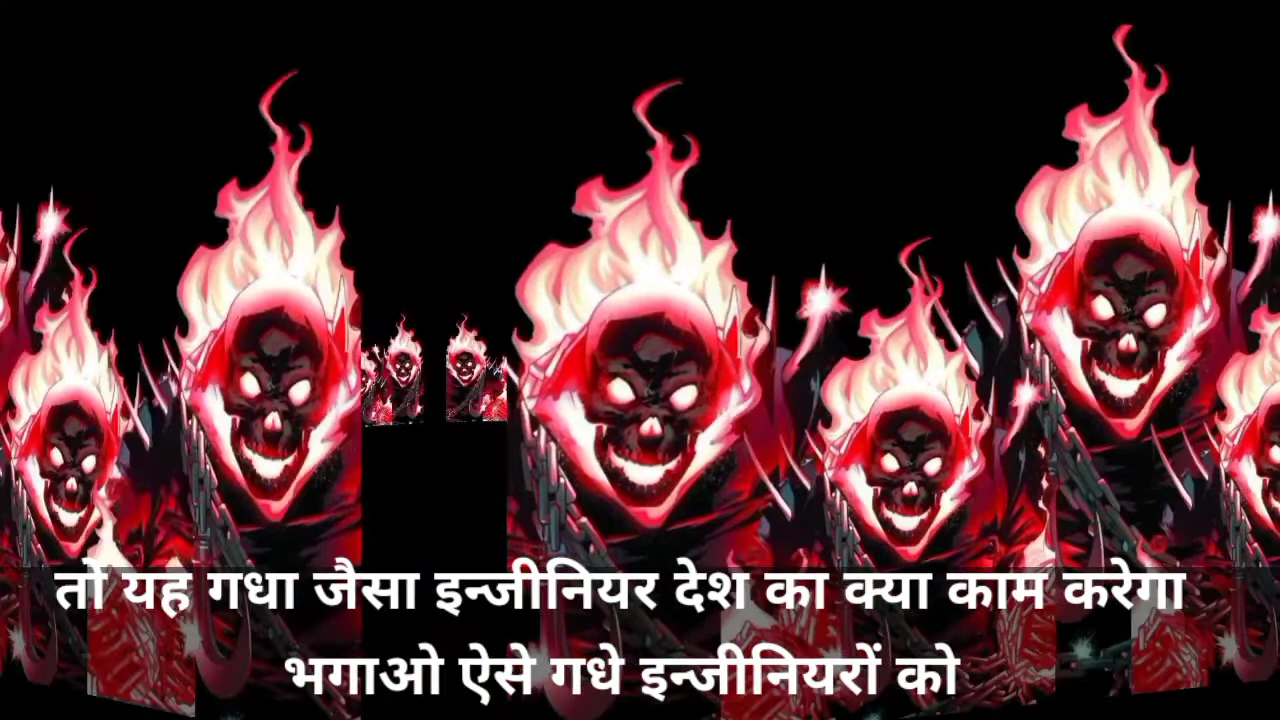 तो यह गधा जैसा इन्जीनियर देश का क्या काम करेगा
भगाओ ऐसे गधे इन्जीनियरों को